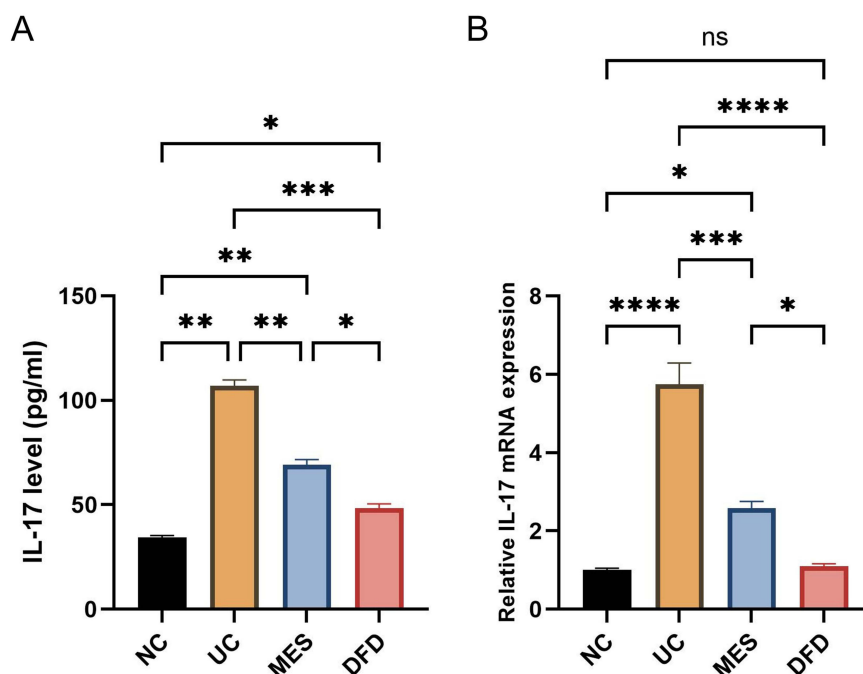 A
*
***
**
** ** *
150
100
50
0
IL-17 level (pg/ml)
NC UC MES DFD
B
ns
****
*
***
**** *
8
6
4
2
0
Relative IL-17 mRNA expression
NC UC MES DFD